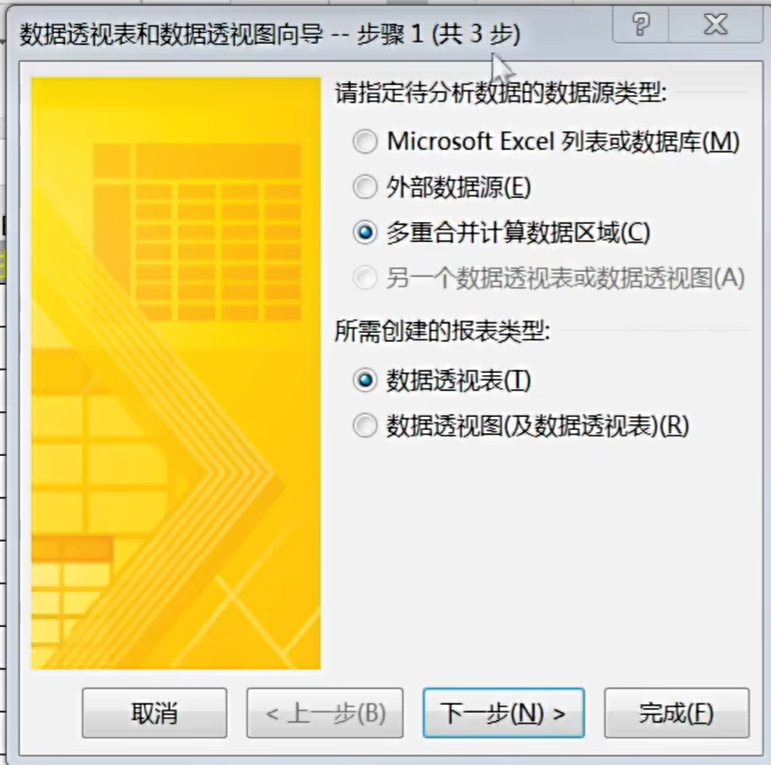 数据透视表和数据透视图向导 -- 步骤 1 (共 3 步)
请指定待分析数据的数据源类型:
Microsoft Excel 列表或数据库(M)
外部数据源(E)
多重合并计算数据区域(C)
另一个数据透视表或数据透视图(A)
所需创建的报表类型:
数据透视表(T)
数据透视图(及数据透视表)(R)
取消
< 上一步(B)
下一步(N) >
完成(F)